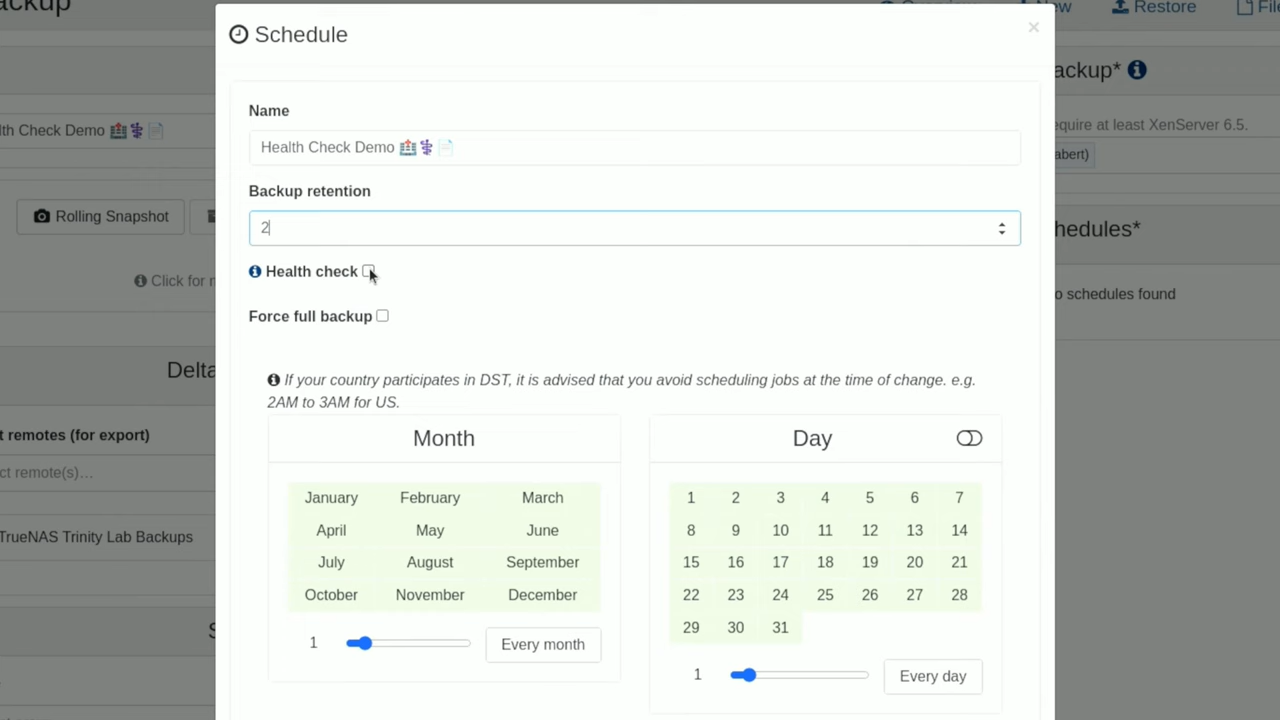 ackup
New
Restore
File
Schedule
×
lth Check Demo 🏥⚕️📄
ackup*
equire at least XenServer 6.5.
abert)
Name
Health Check Demo 🏥⚕️📄
Backup retention
2
Rolling Snapshot
hedules*
Health check
Click for m
o schedules found
Force full backup
Delta
If your country participates in DST, it is advised that you avoid scheduling jobs at the time of change. e.g.
2AM to 3AM for US.
t remotes (for export)
ct remote(s)...
TrueNAS Trinity Lab Backups
S
Month
January February March
April May June
July August September
October November December
1 Every month
Day
1 2 3 4 5 6 7
8 9 10 11 12 13 14
15 16 17 18 19 20 21
22 23 24 25 26 27 28
29 30 31
1 Every day